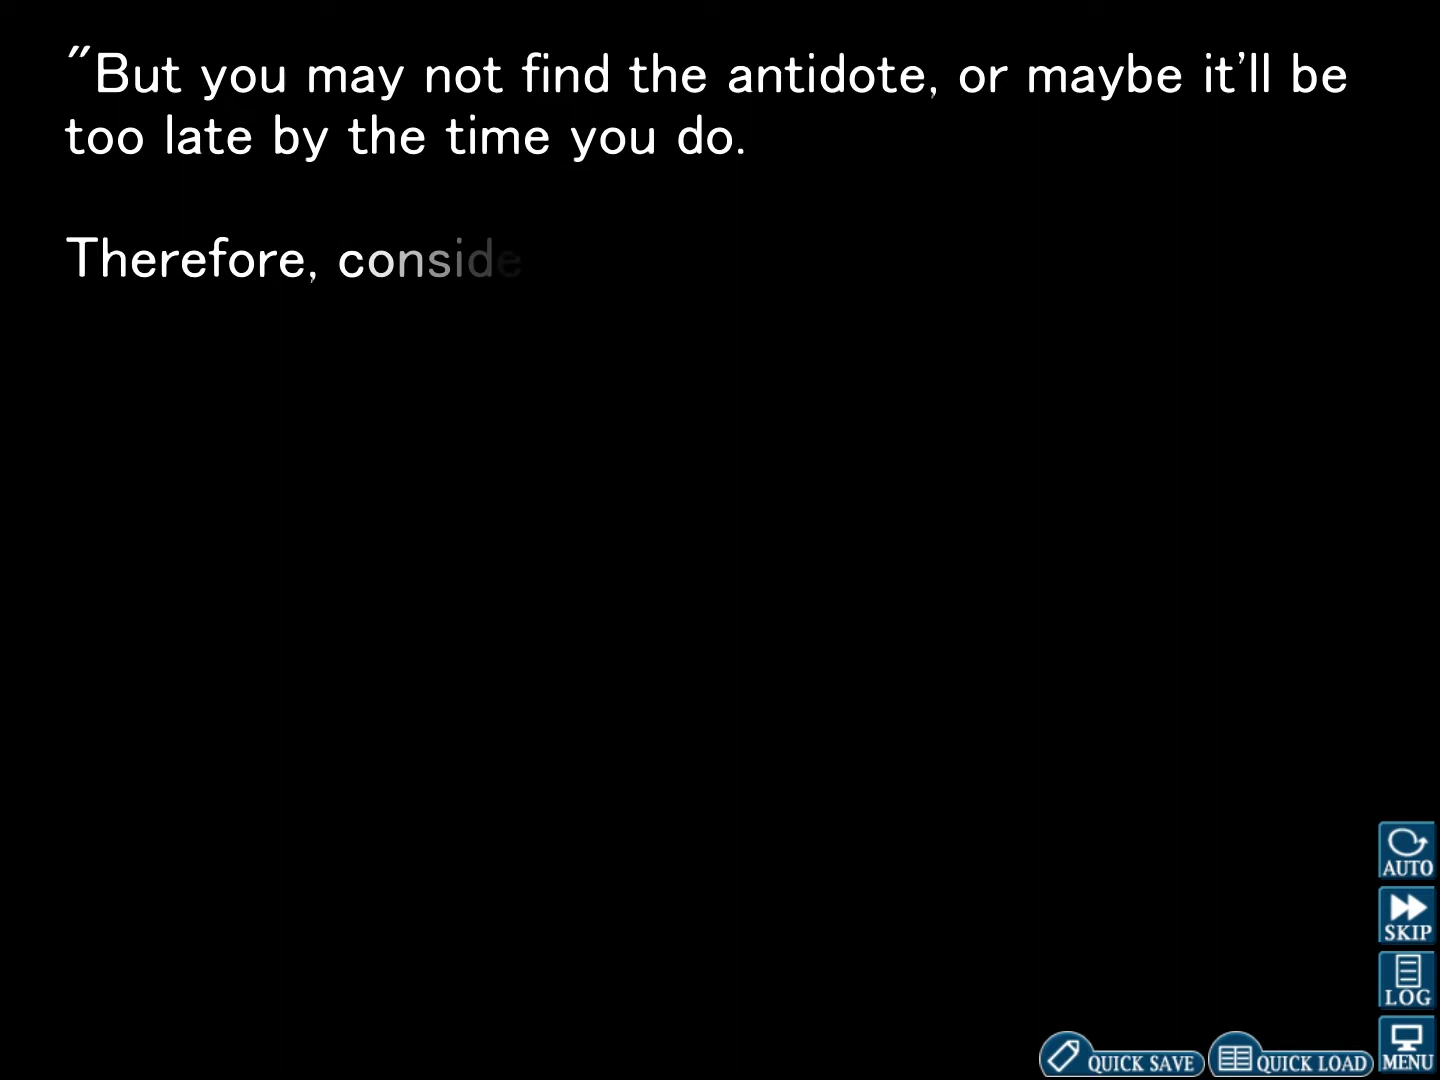 "But you may not find the antidote, or maybe it'll be
too late by the time you do.
Therefore, conside
AUTO
SKIP
LOG
MENU
QUICK SAVE
QUICK LOAD